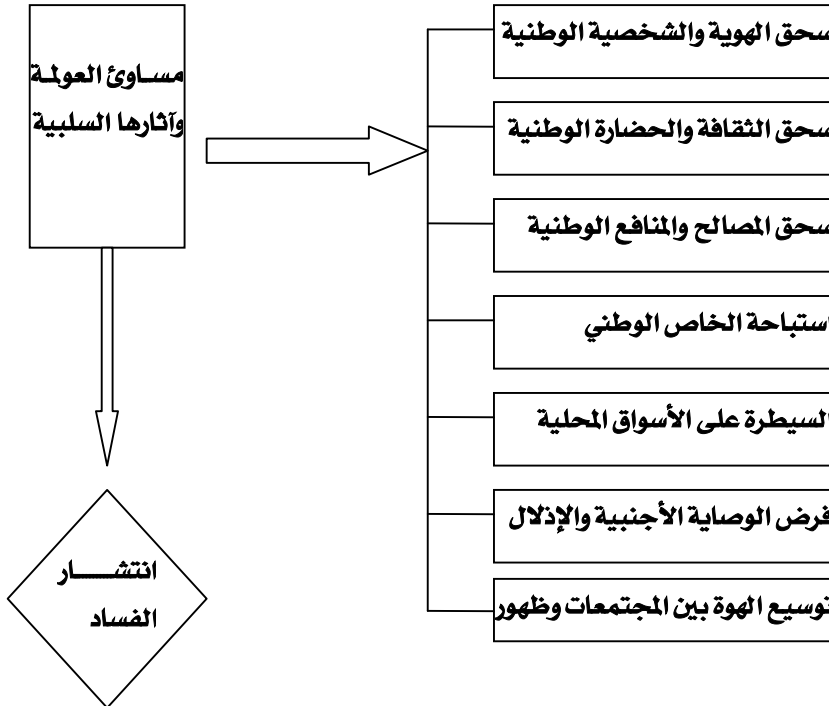 مساوئ العولمة
وآثارها السلبية
سحق الهوية والشخصية الوطنية
سحق الثقافة والحضارة الوطنية
سحق المصالح والمنافع الوطنية
استباحة الخاص الوطني
السيطرة على الأسواق المحلية
فرض الوصاية الأجنبية والإذلال
توسيع الهوة بين المجتمعات وظهور
انتشار
الفساد